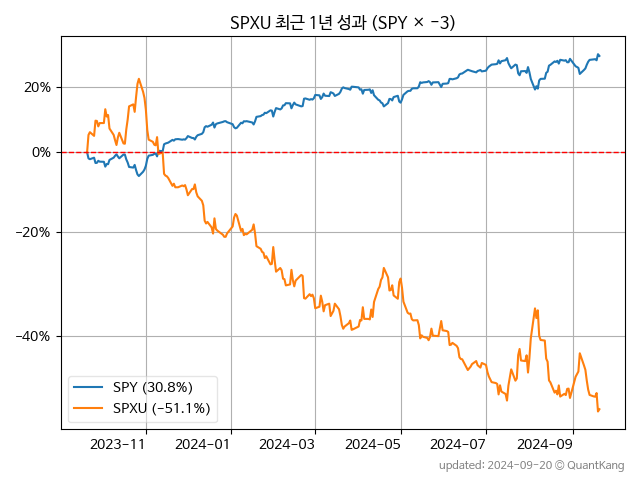 SPXU 최근 1년 성과 (SPY × −3)
20%
0%
−20%
−40%
SPY (30.8%)
SPXU (−51.1%)
2023−11
2024−01
2024−03
2024−05
2024−07
2024−09
updated: 2024-09-20 © QuantKang